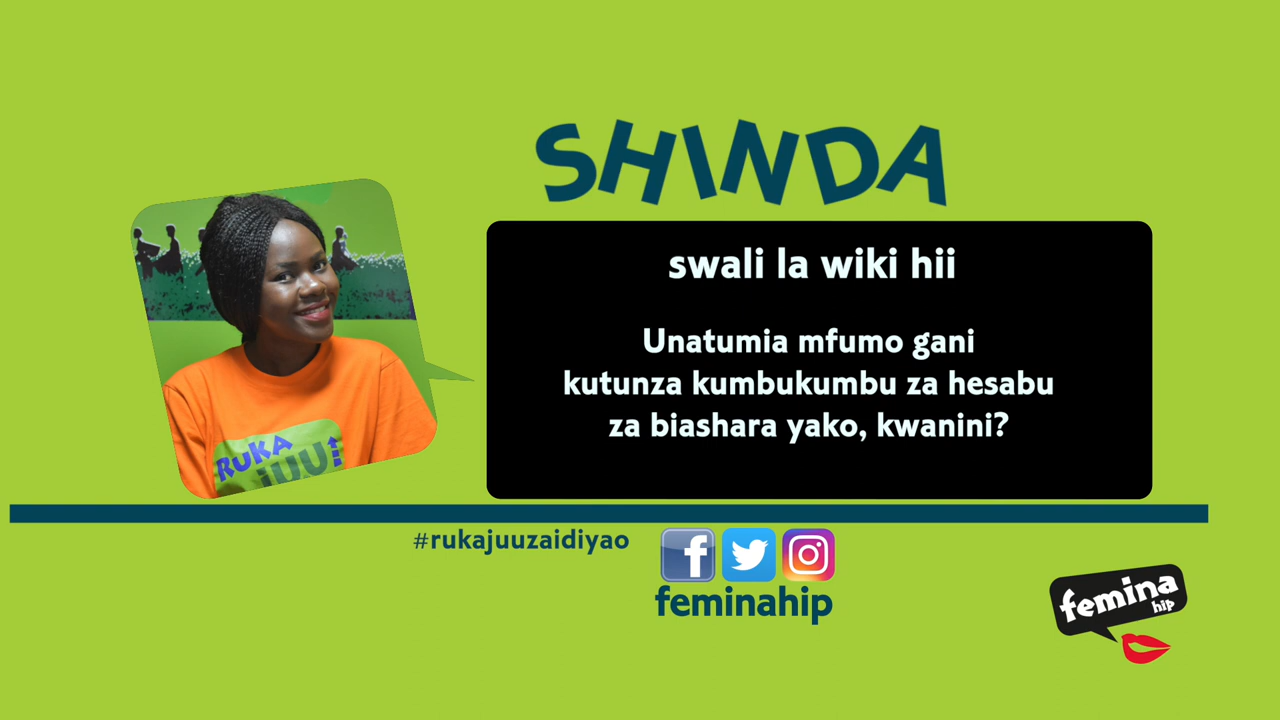 SHINDA
swali la wiki hii
Unatumia mfumo gani
kutunza kumbukumbu za hesabu
za biashara yako, kwanini?
RUKA
JUU
#rukajuuzaidiyao
feminahip
femina
hip